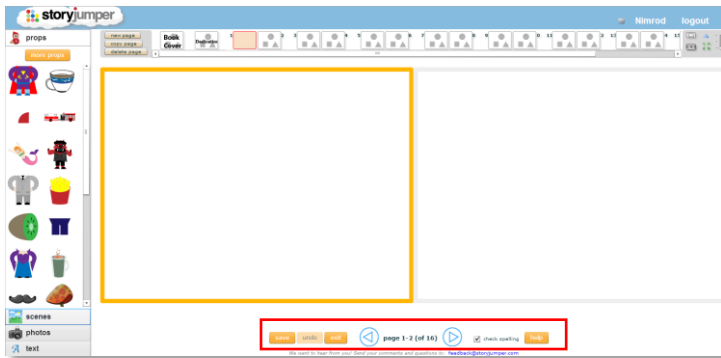 storyjumper
Nimrod logout
props
more props
new page
copy page
delete page
Book
Cover
Dedication
scenes
photos
text
save undo exit page 1-2 (of 16) check spelling help
We want to hear from you! Send your comments and questions to: feedback@storyjumper.com